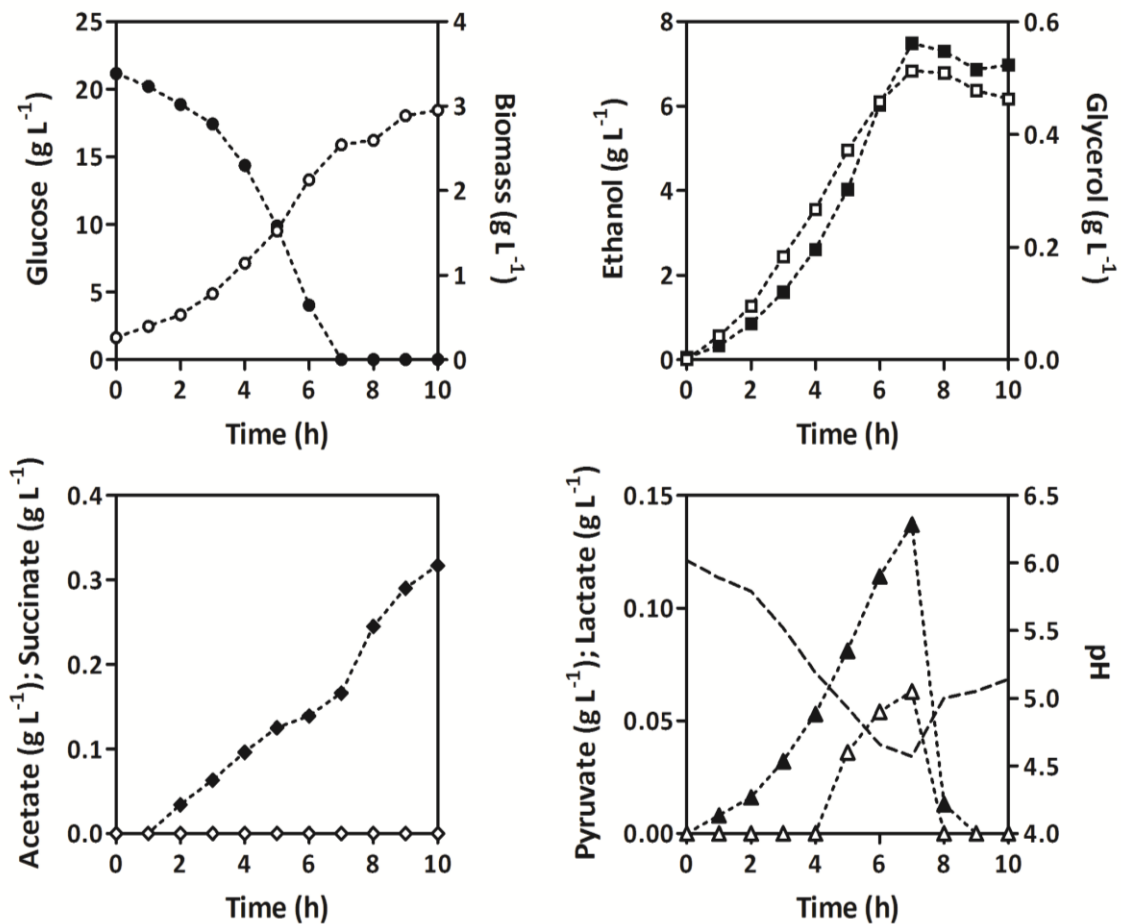 Glucose (g L⁻¹)
25
20
15
10
5
0
4
3
2
1
0
Biomass (g L⁻¹)
0 2 4 6 8 10
Time (h)
Ethanol (g L⁻¹)
8
6
4
2
0
0.6
0.4
0.2
0.0
Glycerol (g L⁻¹)
0 2 4 6 8 10
Time (h)
Acetate (g L⁻¹); Succinate (g L⁻¹)
0.4
0.3
0.2
0.1
0.0
0 2 4 6 8 10
Time (h)
Pyruvate (g L⁻¹); Lactate (g L⁻¹)
0.15
0.10
0.05
0.00
6.5
6.0
5.5
5.0
4.5
4.0
pH
0 2 4 6 8 10
Time (h)